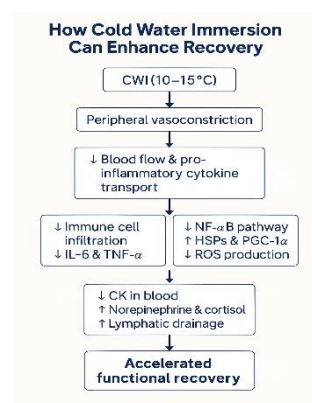 How Cold Water Immersion
Can Enhance Recovery
CWI (10–15 °C)
Peripheral vasoconstriction
↓ Blood flow & pro-
inflammatory cytokine
transport
↓ Immune cell
infiltration
↓ IL-6 & TNF-α
↓ NF-αB pathway
↑ HSPs & PGC-1α
↓ ROS production
↓ CK in blood
↑ Norepinephrine & cortisol
↑ Lymphatic drainage
Accelerated
functional recovery